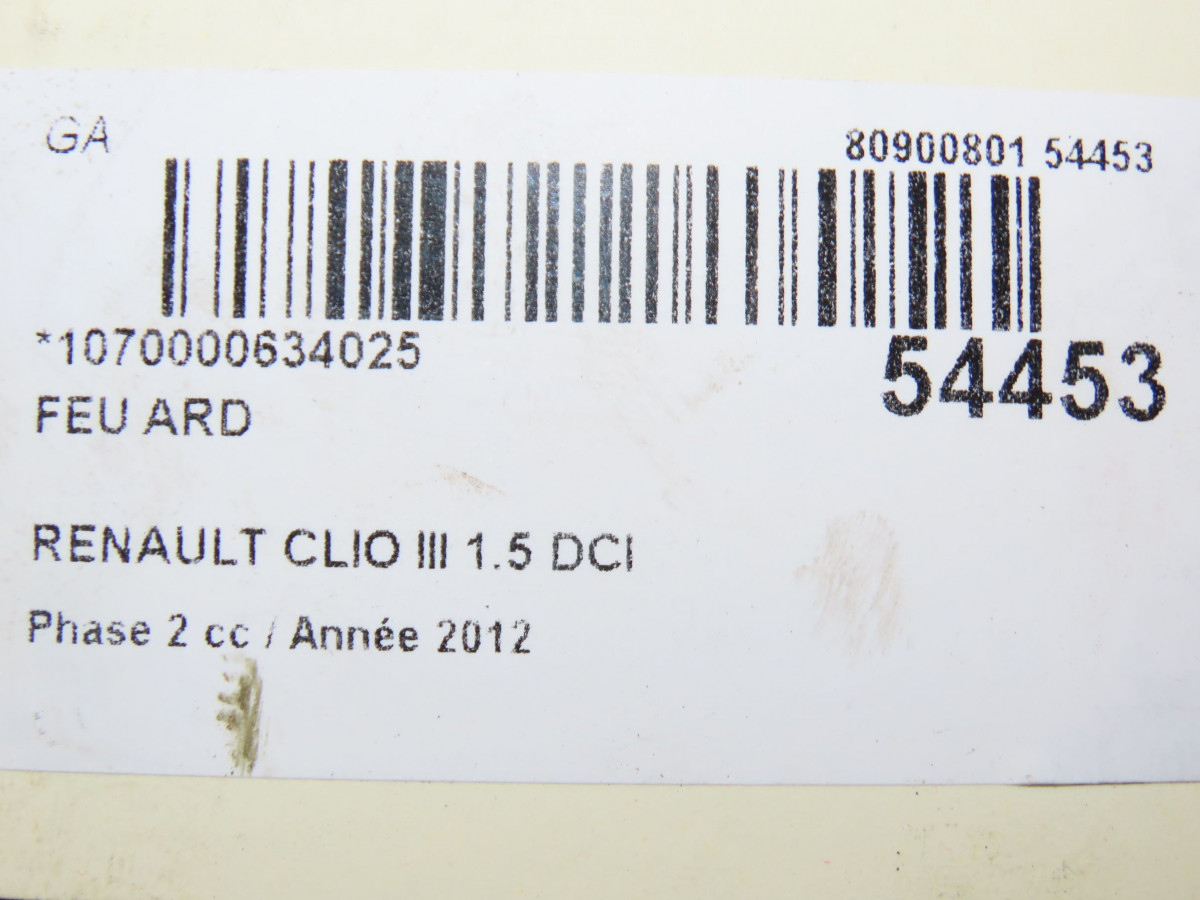 GA
80900801 54453
*1070000634025
54453
FEU ARD
RENAULT CLIO III 1.5 DCI
Phase 2 cc / Année 2012